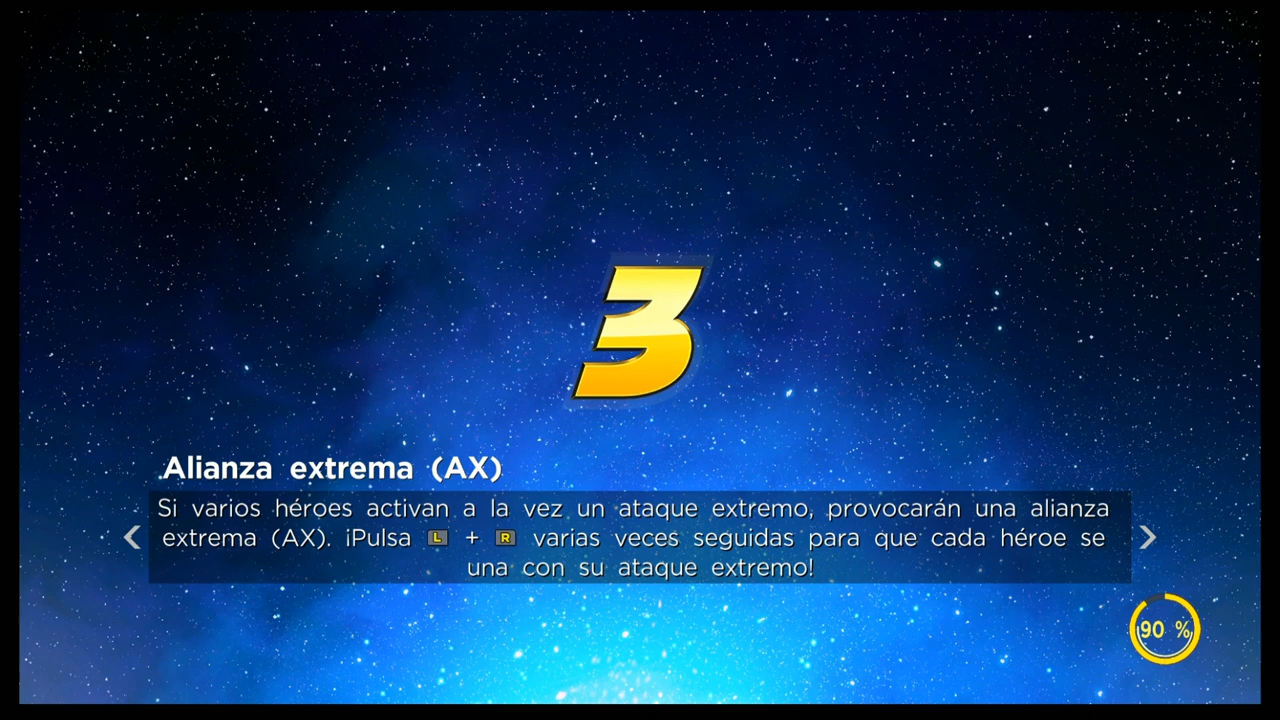 3
Alianza extrema (AX)
Si varios héroes activan a la vez un ataque extremo, provocarán una alianza
extrema (AX). ¡Pulsa L + R varias veces seguidas para que cada héroe se
una con su ataque extremo!
90 %